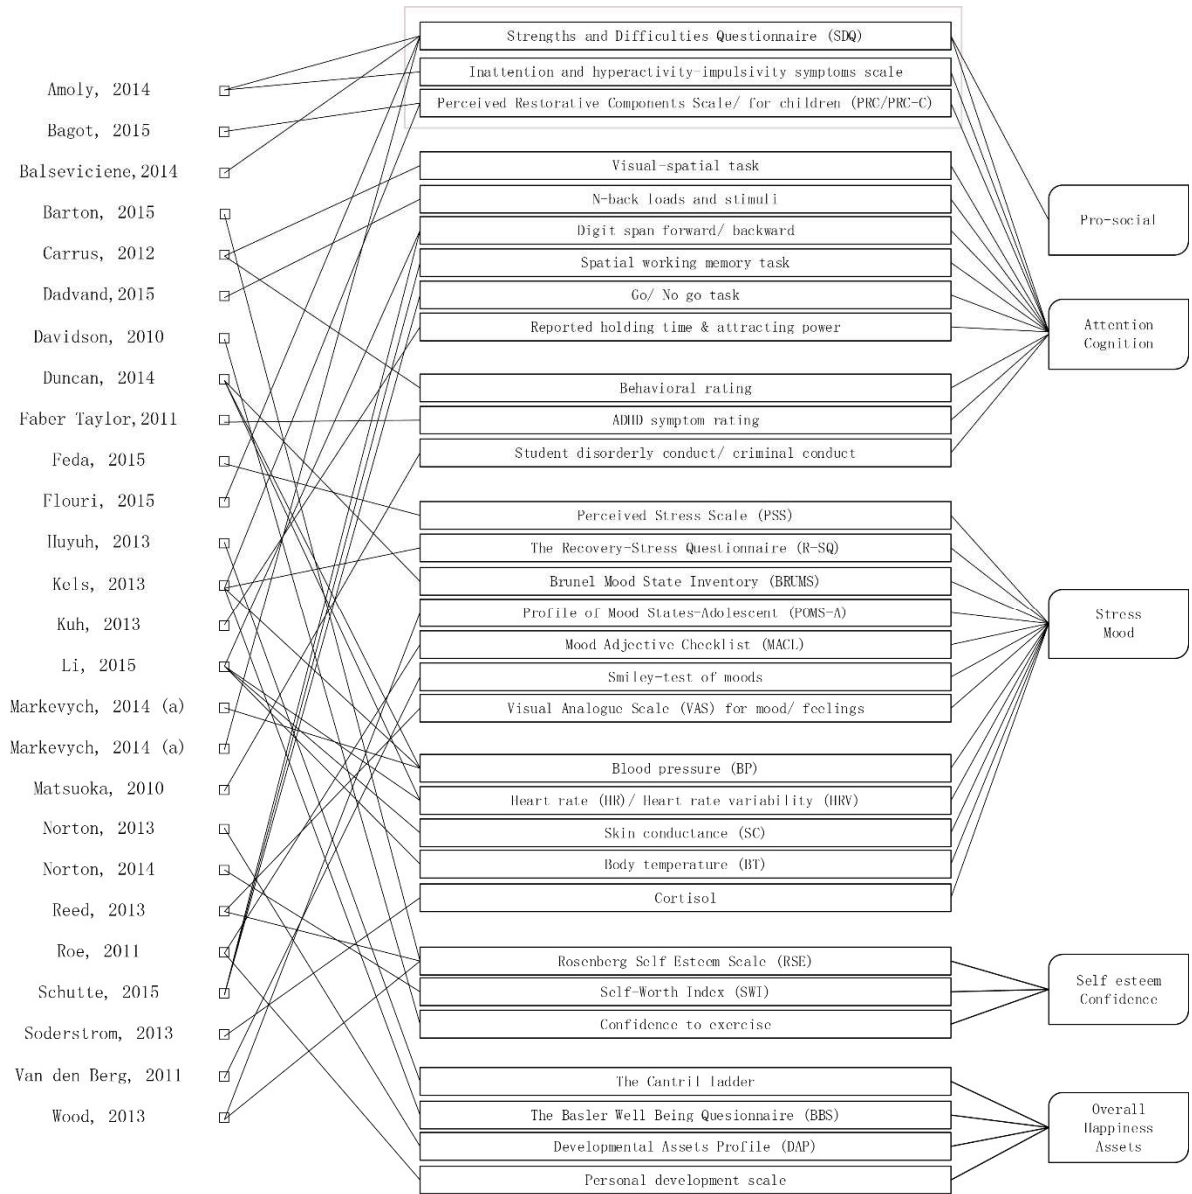 Amoly, 2014
Bagot, 2015
Balseviciene,2014
Barton, 2015
Carrus, 2012
Dadvand,2015
Davidson, 2010
Duncan, 2014
Faber Taylor,2011
Feda, 2015
Flouri, 2015
Huyuh, 2013
Kels, 2013
Kuh, 2013
Li, 2015
Markevych, 2014 (a)
Markevych, 2014 (a)
Matsuoka, 2010
Norton, 2013
Norton, 2014
Reed, 2013
Roe, 2011
Schutte, 2015
Soderstrom, 2013
Van den Berg, 2011
Wood, 2013
Strengths and Difficulties Questionnaire (SDQ)
Inattention and hyperactivity-impulsivity symptoms scale
Perceived Restorative Components Scale/ for children (PRC/PRC-C)
Visual-spatial task
N-back loads and stimuli
Digit span forward/ backward
Spatial working memory task
Go/ No go task
Reported holding time & attracting power
Behavioral rating
ADHD symptom rating
Student disorderly conduct/ criminal conduct
Perceived Stress Scale (PSS)
The Recovery-Stress Questionnaire (R-SQ)
Brunel Mood State Inventory (BRUMS)
Profile of Mood States-Adolescent (POMS-A)
Mood Adjective Checklist (MACL)
Smiley-test of moods
Visual Analogue Scale (VAS) for mood/ feelings
Blood pressure (BP)
Heart rate (HR)/ Heart rate variability (HRV)
Skin conductance (SC)
Body temperature (BT)
Cortisol
Rosenberg Self Esteem Scale (RSE)
Self-Worth Index (SWI)
Confidence to exercise
The Cantril ladder
The Basler Well Being Quesionnaire (BBS)
Developmental Assets Profile (DAP)
Personal development scale
Pro-social
Attention
Cognition
Stress
Mood
Self esteem
Confidence
Overall
Happiness
Assets